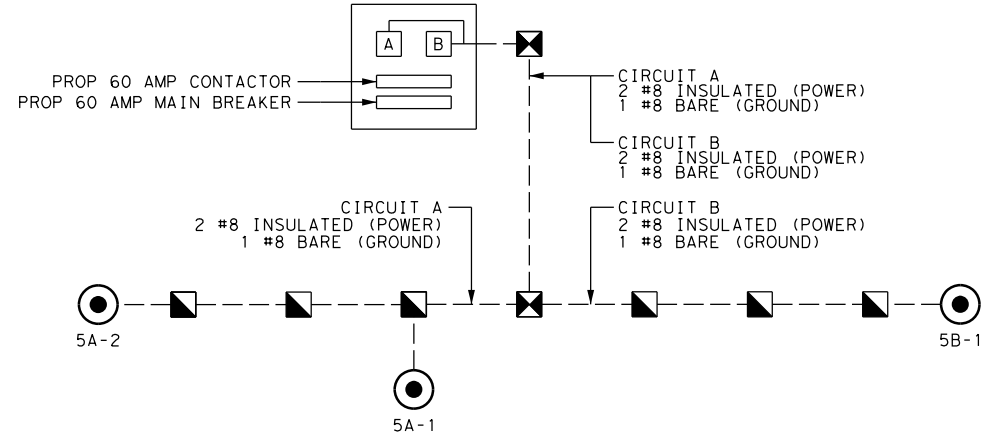 A B
PROP 60 AMP CONTACTOR
PROP 60 AMP MAIN BREAKER
CIRCUIT A
2 #8 INSULATED (POWER)
1 #8 BARE (GROUND)
CIRCUIT B
2 #8 INSULATED (POWER)
1 #8 BARE (GROUND)
CIRCUIT A
2 #8 INSULATED (POWER)
1 #8 BARE (GROUND)
CIRCUIT B
2 #8 INSULATED (POWER)
1 #8 BARE (GROUND)
5A-2
5B-1
5A-1